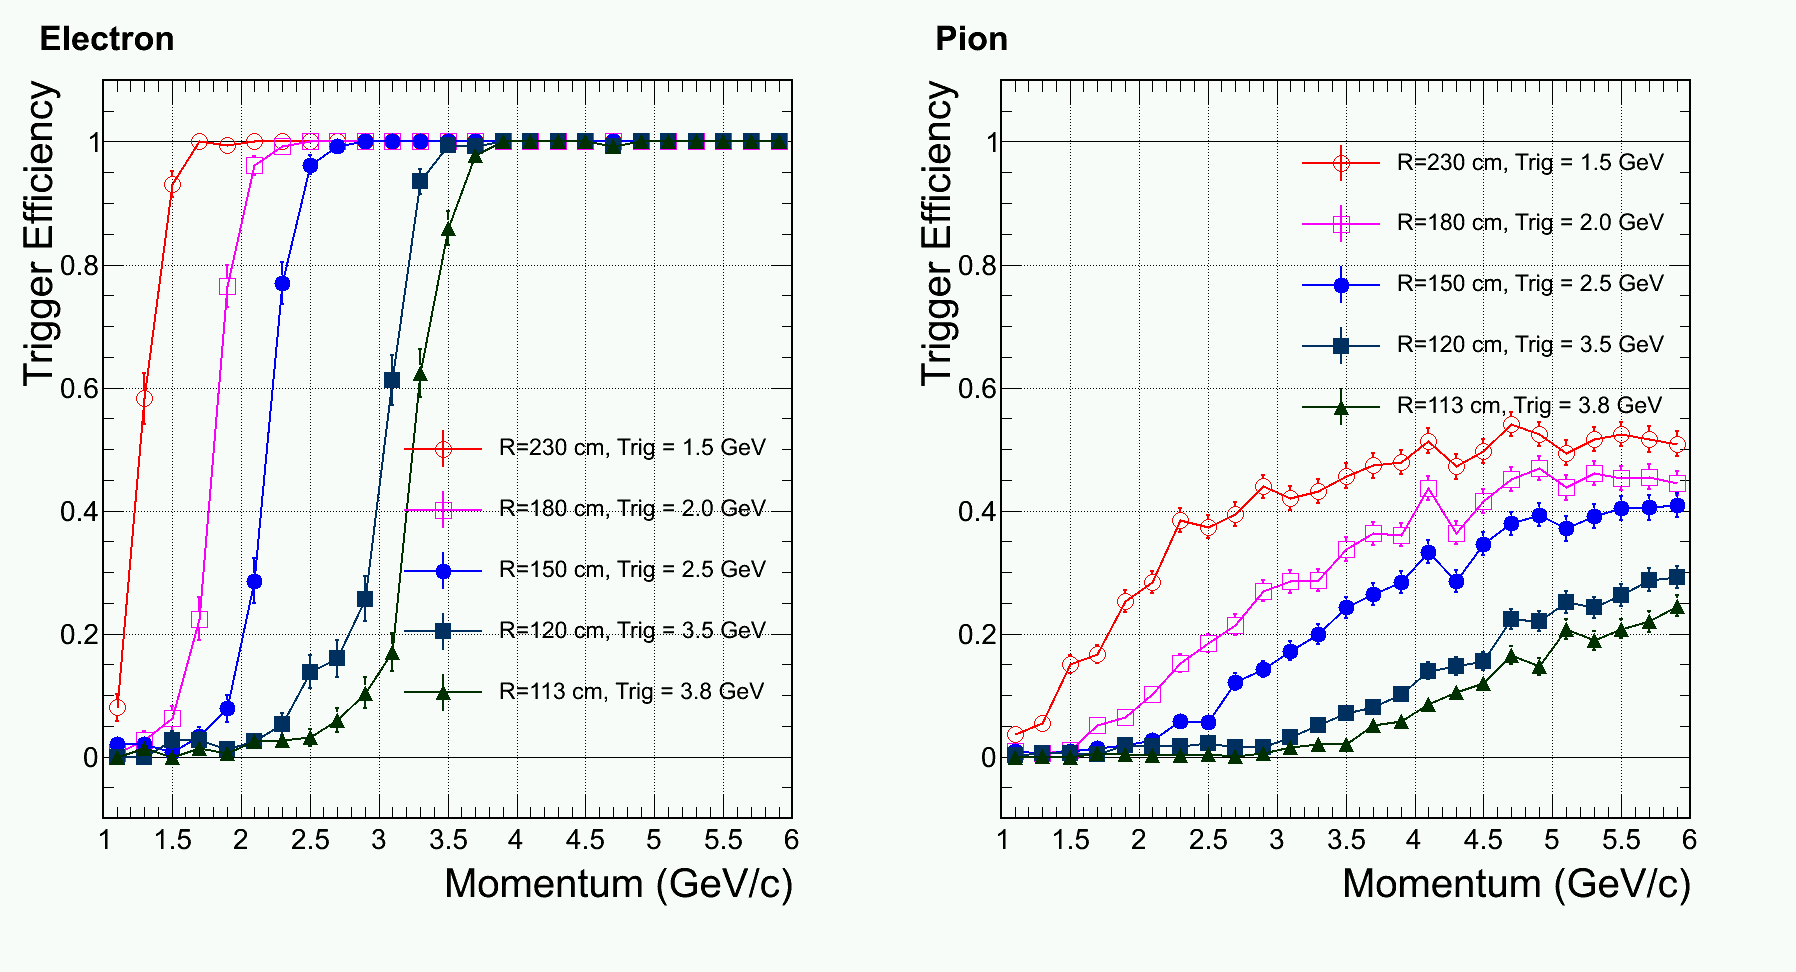 Electron
Trigger Efficiency
1
0.8
0.6
0.4
0.2
0
R=230 cm, Trig = 1.5 GeV
R=180 cm, Trig = 2.0 GeV
R=150 cm, Trig = 2.5 GeV
R=120 cm, Trig = 3.5 GeV
R=113 cm, Trig = 3.8 GeV
1 1.5 2 2.5 3 3.5 4 4.5 5 5.5 6
Momentum (GeV/c)
Pion
Trigger Efficiency
1
0.8
0.6
0.4
0.2
0
R=230 cm, Trig = 1.5 GeV
R=180 cm, Trig = 2.0 GeV
R=150 cm, Trig = 2.5 GeV
R=120 cm, Trig = 3.5 GeV
R=113 cm, Trig = 3.8 GeV
1 1.5 2 2.5 3 3.5 4 4.5 5 5.5 6
Momentum (GeV/c)